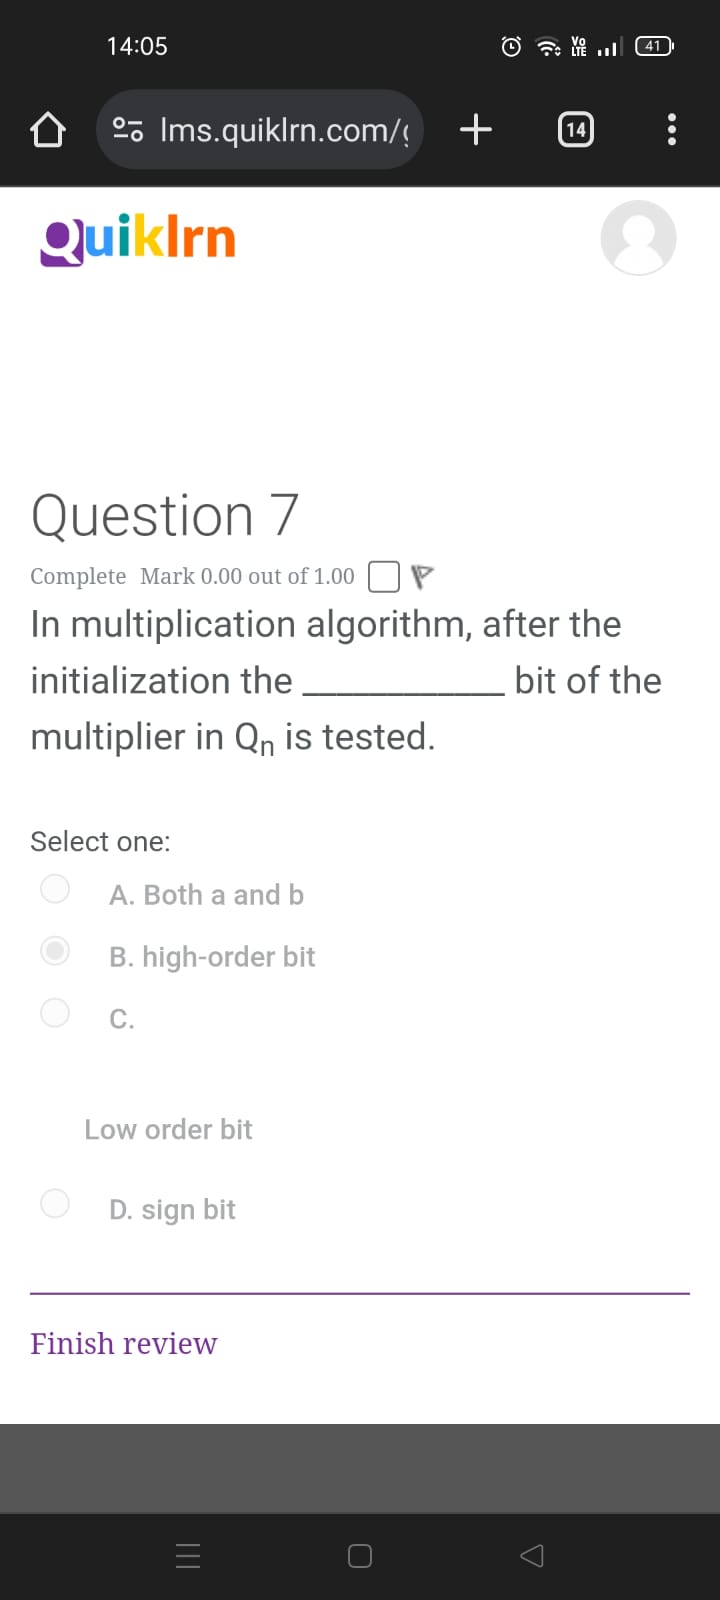 14:05
Vo LTE
41
lms.quiklrn.com/
14
Quiklrn
Question 7
Complete Mark 0.00 out of 1.00
In multiplication algorithm, after the
initialization the ____________ bit of the
multiplier in Qn is tested.
Select one:
A. Both a and b
B. high-order bit
C.
Low order bit
D. sign bit
Finish review